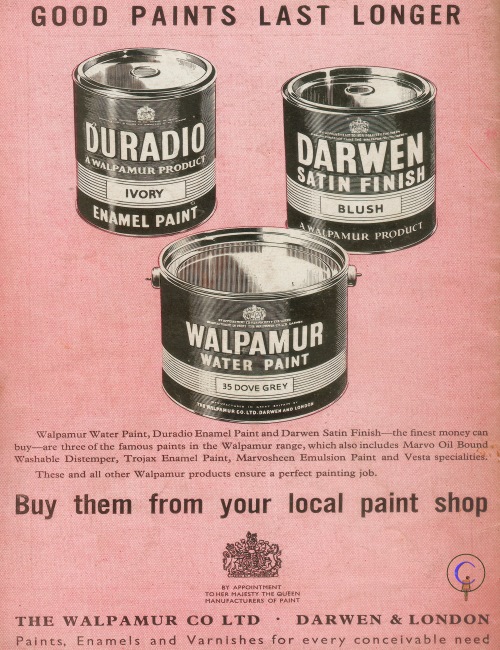 GOOD PAINTS LAST LONGER
DURADIO
A WALPAMUR PRODUCT
IVORY
ENAMEL PAINT
DARWEN
SATIN FINISH
BLUSH
A WALPAMUR PRODUCT
WALPAMUR
WATER PAINT
35 DOVE GREY
MANUFACTURED IN GREAT BRITAIN BY
THE WALPAMUR CO. LTD. DARWEN AND LONDON
Walpamur Water Paint, Duradio Enamel Paint and Darwen Satin Finish—the finest money can
buy—are three of the famous paints in the Walpamur range, which also includes Marvo Oil Bound
Washable Distemper, Trojax Enamel Paint, Marvosheen Emulsion Paint and Vesta specialities.
These and all other Walpamur products ensure a perfect painting job.
Buy them from your local paint shop
BY APPOINTMENT
TO HER MAJESTY THE QUEEN
MANUFACTURERS OF PAINT
THE WALPAMUR CO LTD · DARWEN & LONDON
Paints, Enamels and Varnishes for every conceivable need